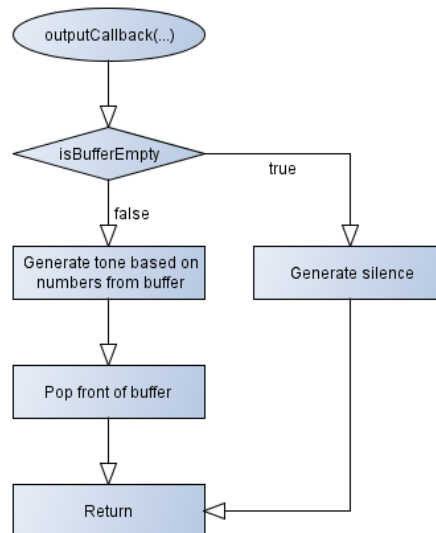 outputCallback(...)
isBufferEmpty
true
false
Generate tone based on
numbers from buffer
Generate silence
Pop front of buffer
Return